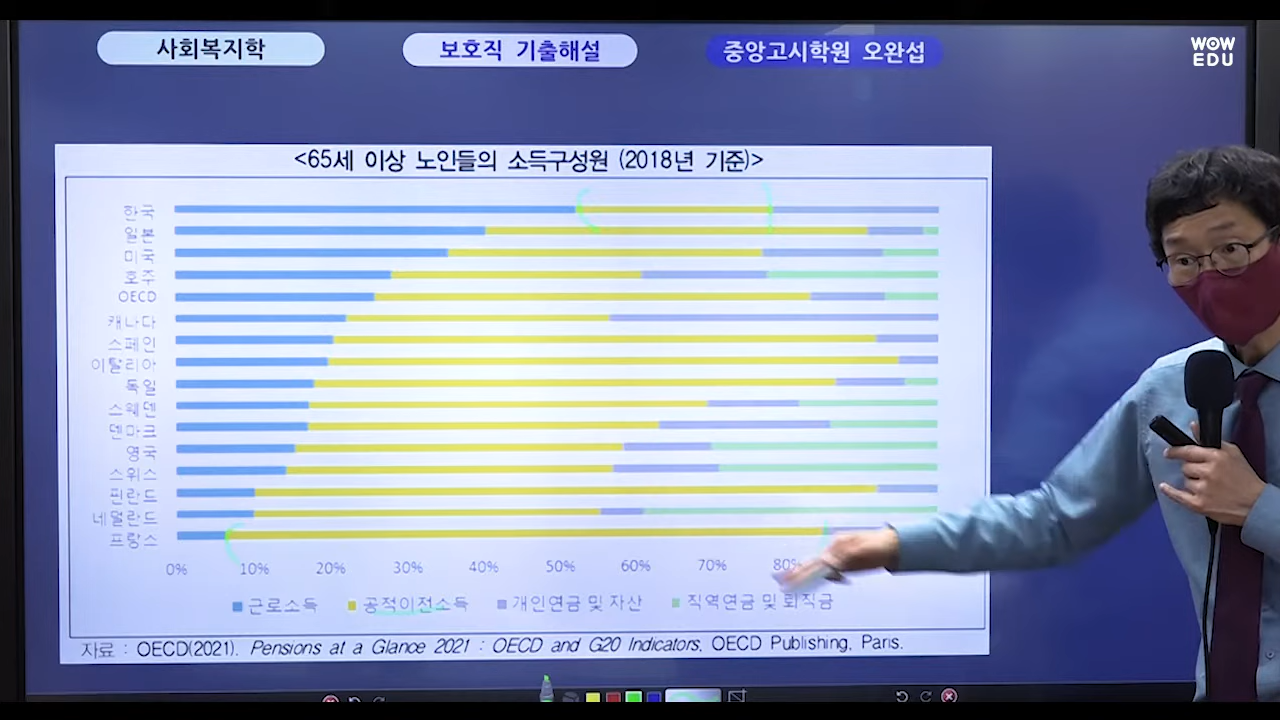 사회복지학
보호직 기출해설
중앙고시학원 오완섭
WOW
EDU
<65세 이상 노인들의 소득구성원 (2018년 기준)>
한국
일본
미국
호주
OECD
캐나다
스페인
이탈리아
독일
스웨덴
덴마크
영국
스위스
핀란드
네덜란드
프랑스
0% 10% 20% 30% 40% 50% 60% 70% 80%
근로소득 공적이전소득 개인연금 및 자산 직역연금 및 퇴직금
자료 : OECD(2021). Pensions at a Glance 2021 : OECD and G20 Indicators, OECD Publishing, Paris.